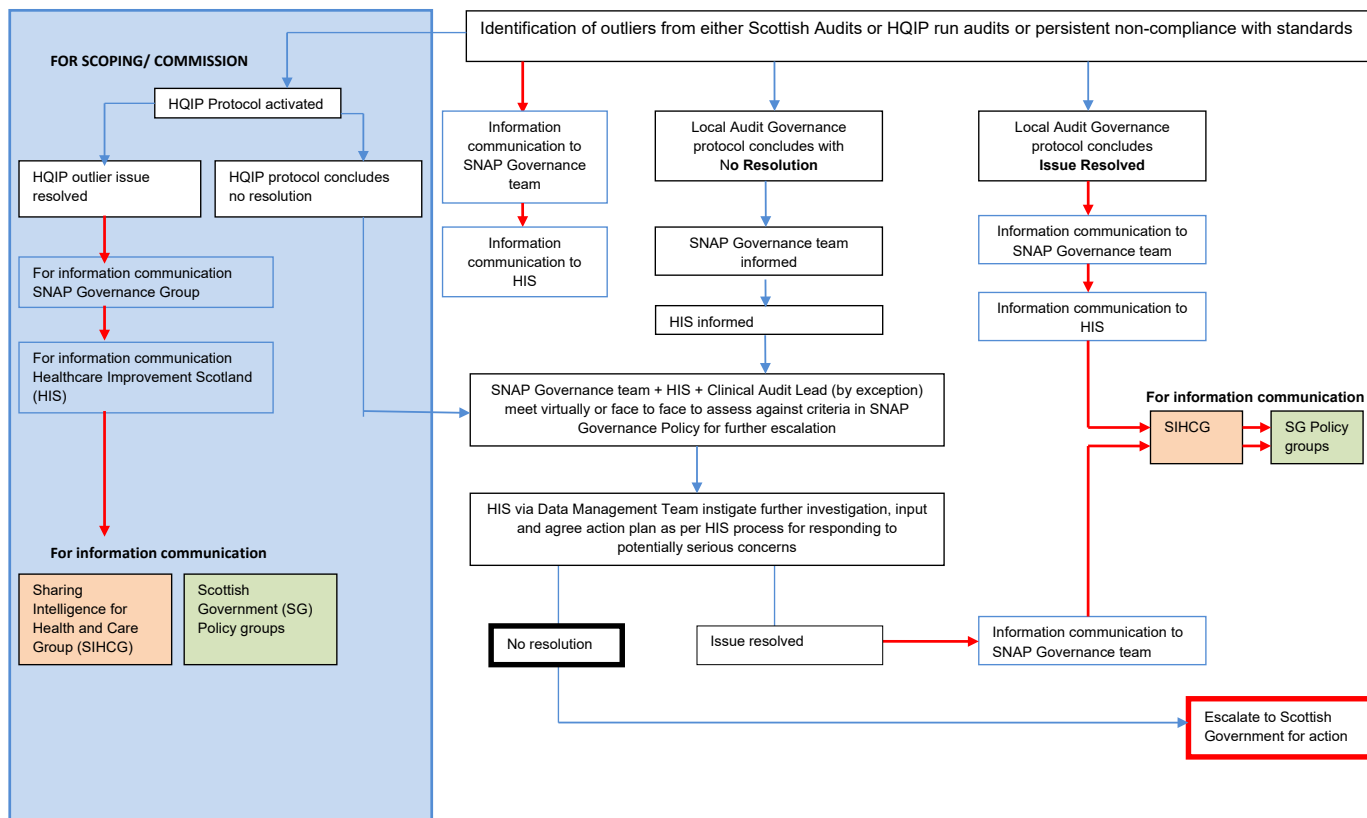 Identification of outliers from either Scottish Audits or HQIP run audits or persistent non-compliance with standards
FOR SCOPING/ COMMISSION
HQIP Protocol activated
HQIP outlier issue
resolved
HQIP protocol concludes
no resolution
For information communication
SNAP Governance Group
For information communication
Healthcare Improvement Scotland
(HIS)
For information communication
Sharing
Intelligence for
Health and Care
Group (SIHCG)
Scottish
Government (SG)
Policy groups
Information
communication to
SNAP Governance
team
Information
communication to
HIS
Local Audit Governance
protocol concludes with
No Resolution
SNAP Governance team
informed
HIS informed
Local Audit Governance
protocol concludes
Issue Resolved
Information communication to
SNAP Governance team
Information communication to
HIS
SNAP Governance team + HIS + Clinical Audit Lead (by exception)
meet virtually or face to face to assess against criteria in SNAP
Governance Policy for further escalation
For information communication
SIHCG
SG Policy
groups
HIS via Data Management Team instigate further investigation, input
and agree action plan as per HIS process for responding to
potentially serious concerns
No resolution
Issue resolved
Information communication to
SNAP Governance team
Escalate to Scottish
Government for action